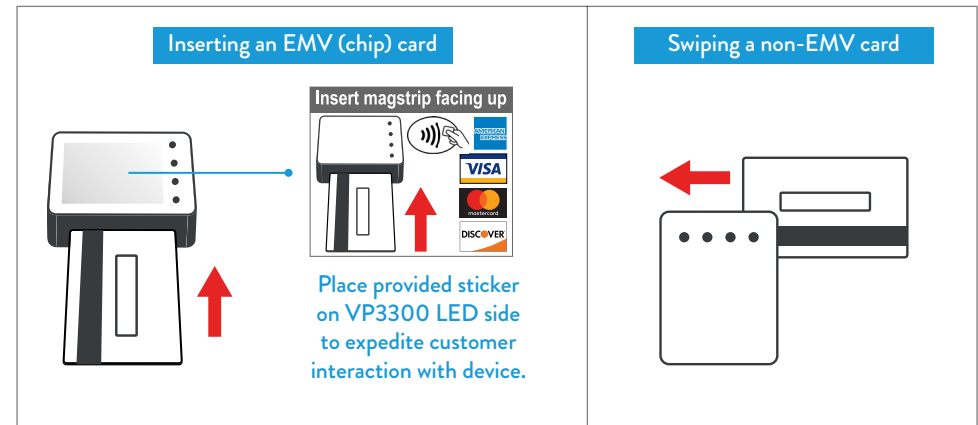 Inserting an EMV (chip) card
Insert magstrip facing up
AMERICAN
EXPRESS
VISA
mastercard
DISCOVER
Place provided sticker
on VP3300 LED side
to expedite customer
interaction with device.
Swiping a non-EMV card